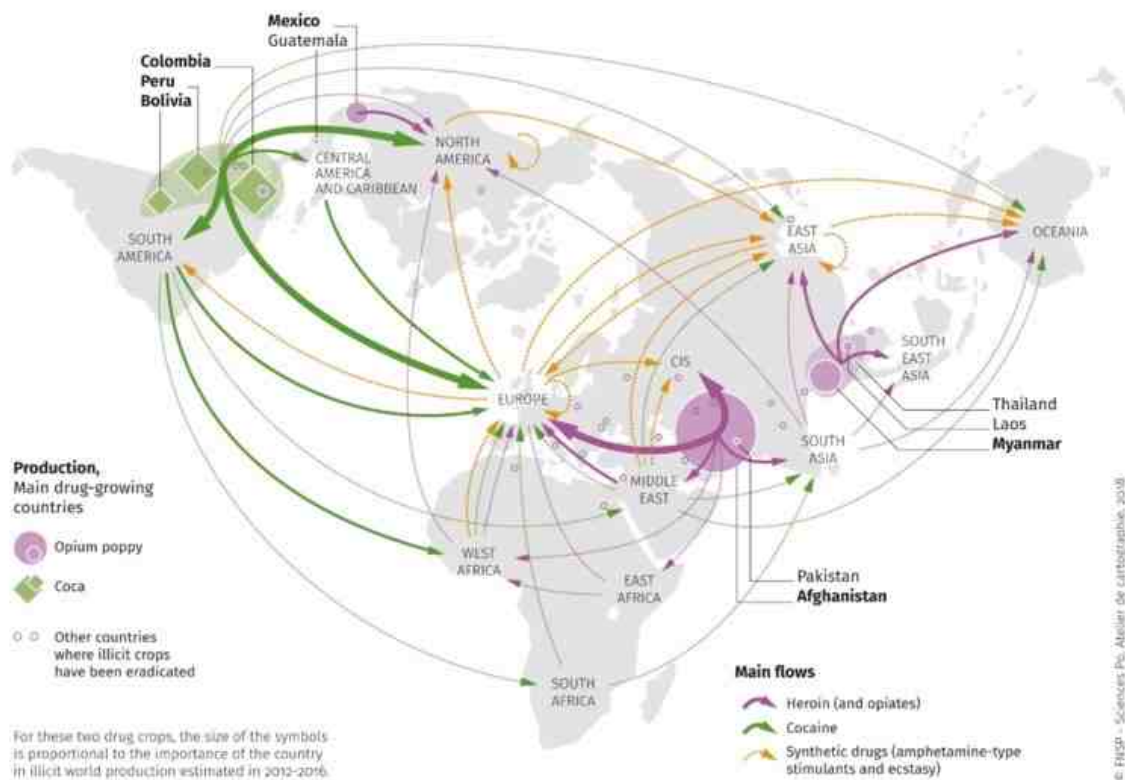 Mexico
Guatemala
Colombia
Peru
Bolivia
NORTH
AMERICA
CENTRAL
AMERICA
AND CARIBBEAN
SOUTH
AMERICA
EAST
ASIA
OCEANIA
SOUTH
EAST
ASIA
CIS
EUROPE
Thailand
Laos
Myanmar
SOUTH
ASIA
MIDDLE
EAST
WEST
AFRICA
EAST
AFRICA
Pakistan
Afghanistan
SOUTH
AFRICA
Production,
Main drug-growing
countries
Opium poppy
Coca
Other countries
where illicit crops
have been eradicated
For these two drug crops, the size of the symbols
is proportional to the importance of the country
in illicit world production estimated in 2012-2016.
Main flows
Heroin (and opiates)
Cocaine
Synthetic drugs (amphetamine-type
stimulants and ecstasy)
© FNSP - Sciences Po. Atelier de cartographie, 2018